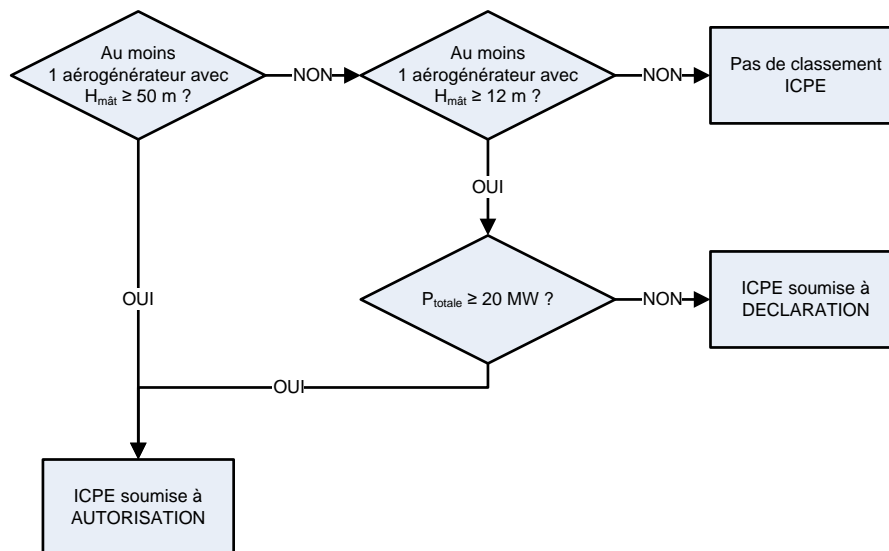 Au moins
1 aérogénérateur avec
Hmât ≥ 50 m ?
NON
Au moins
1 aérogénérateur avec
Hmât ≥ 12 m ?
NON
Pas de classement
ICPE
OUI
OUI
Ptotale ≥ 20 MW ?
NON
ICPE soumise à
DECLARATION
OUI
ICPE soumise à
AUTORISATION